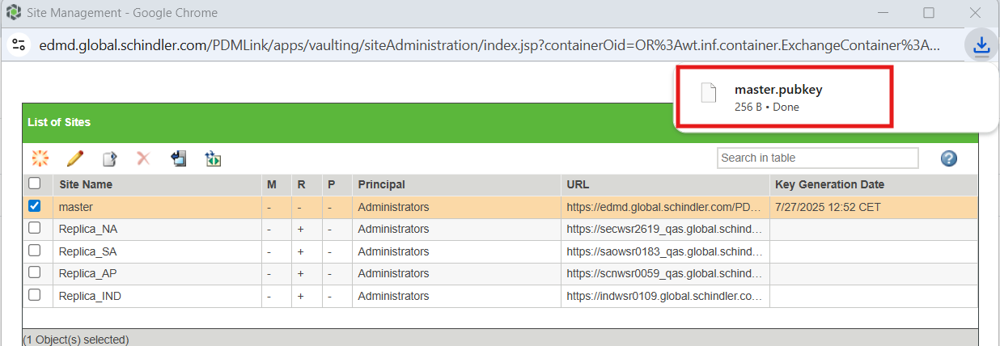 Site Management - Google Chrome
edmd.global.schindler.com/PDMLink/apps/vaulting/siteAdministration/index.jsp?containerOid=OR%3Awt.inf.container.ExchangeContainer%3A...
master.pubkey
256 B • Done
List of Sites
Search in table
Site Name M R P Principal URL Key Generation Date
master - - - Administrators https://edmd.global.schindler.com/PD... 7/27/2025 12:52 CET
Replica_NA - + - Administrators https://secwsr2619_qas.global.schind...
Replica_SA - + - Administrators https://saowsr0183_qas.global.schind...
Replica_AP - + - Administrators https://scnwsr0059_qas.global.schind...
Replica_IND - + - Administrators https://indwsr0109.global.schindler.co...
(1 Object(s) selected)